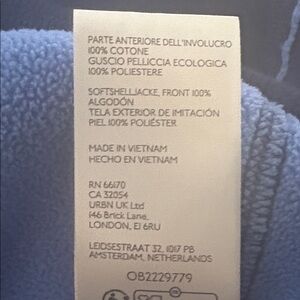 PARTE ANTERIORE DELL'INVOLUCRO
100% COTONE
GUSCIO PELLICCIA ECOLOGICA
100% POLIESTERE
SOFTSHELLJACKE, FRONT 100%
ALGODÓN
TELA EXTERIOR DE IMITACIÓN
PIEL 100% POLIÉSTER
MADE IN VIETNAM
HECHO EN VIETNAM
RN 66170
CA 32054
URBN UK Ltd
146 Brick Lane,
LONDON, E1 6RU
LEIDSESTRAAT 32, 1017 PB
AMSTERDAM, NETHERLANDS
OB2229779